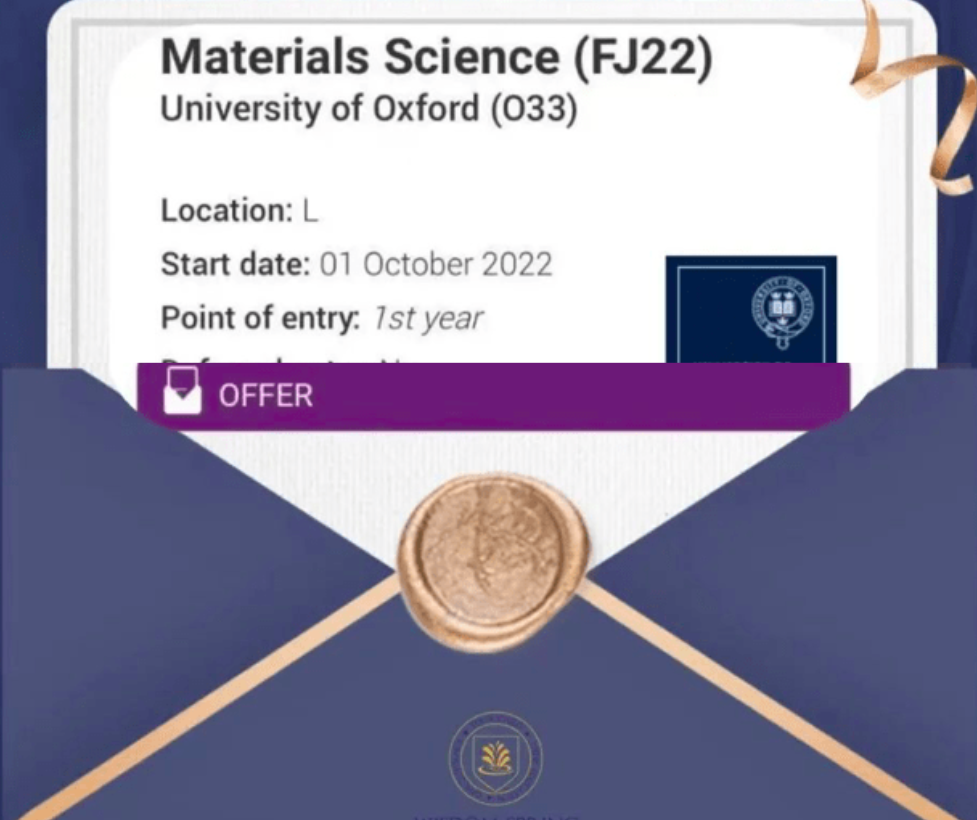 Materials Science (FJ22)
University of Oxford (O33)
Location: L
Start date: 01 October 2022
Point of entry: 1st year
OFFER